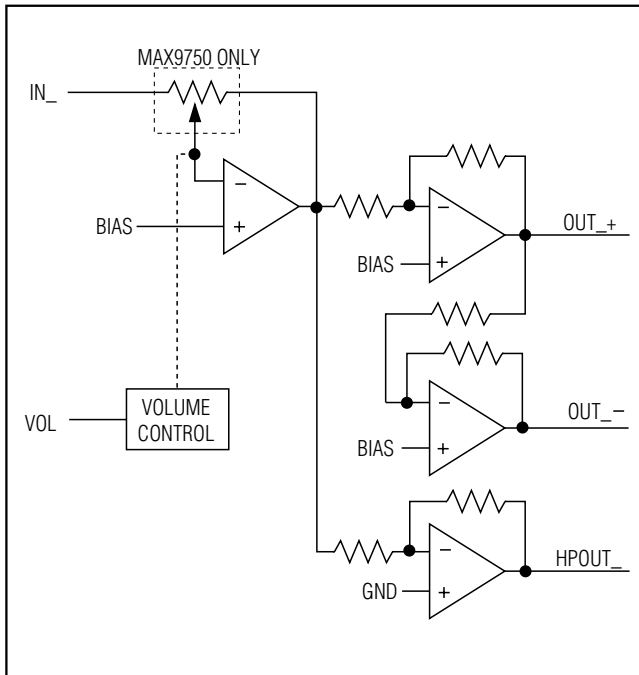 MAX9750 ONLY
IN_
−
+
BIAS
−
+
BIAS
OUT_+
VOL
VOLUME
CONTROL
−
+
BIAS
OUT_−
−
+
GND
HPOUT_